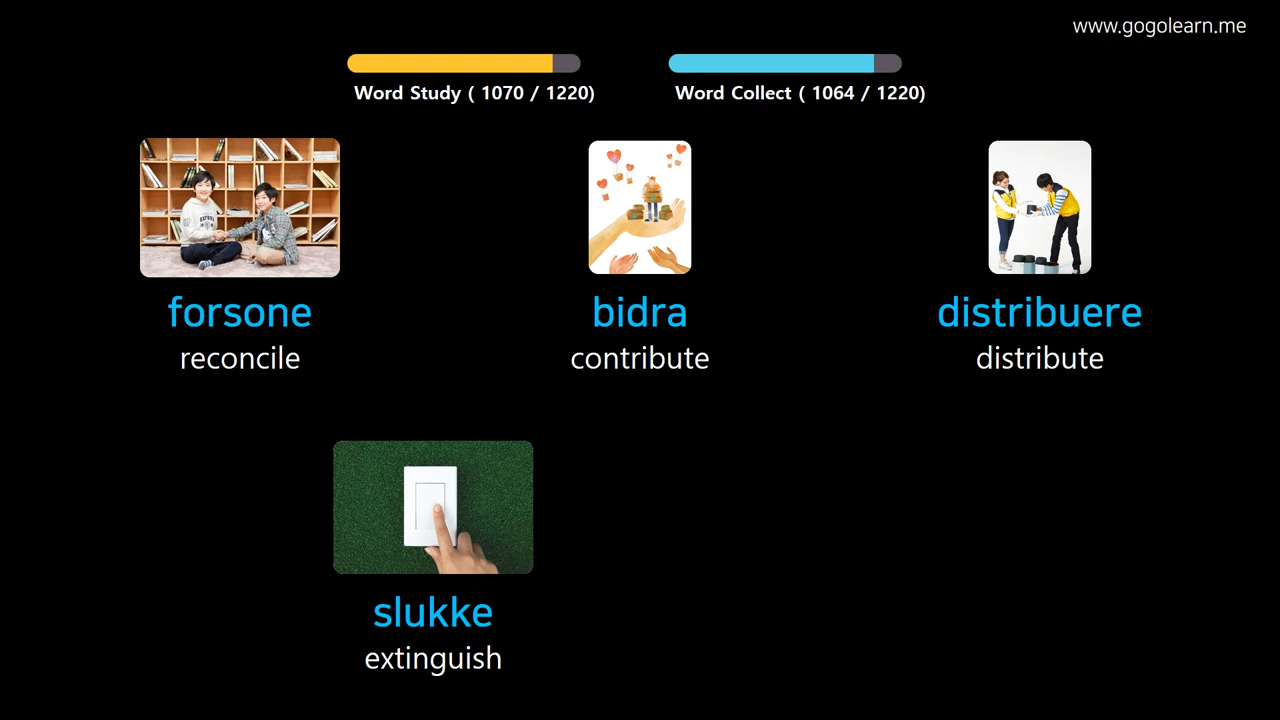 www.gogolearn.me
Word Study ( 1070 / 1220)
Word Collect ( 1064 / 1220)
forsone
reconcile
bidra
contribute
distribuere
distribute
slukke
extinguish